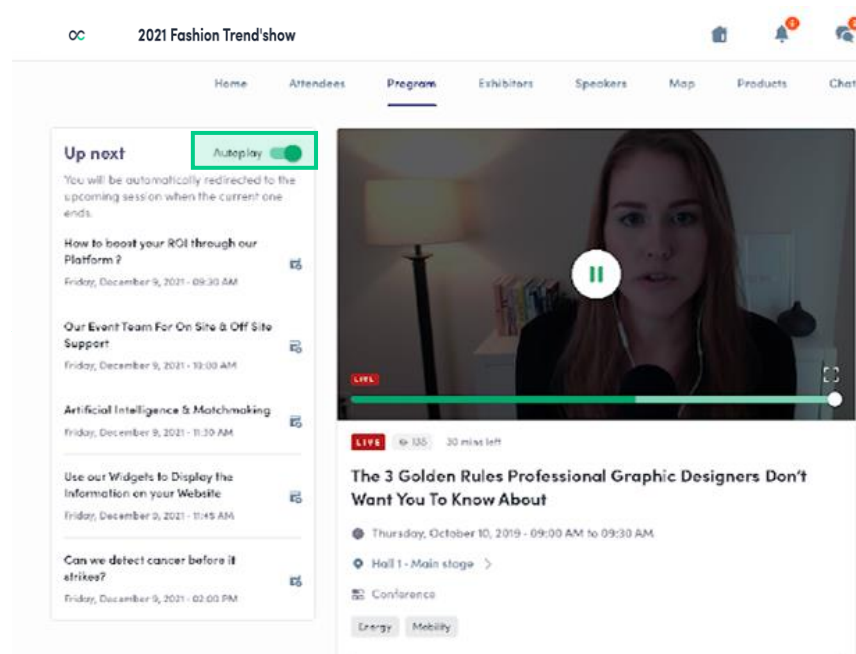 2021 Fashion Trend'show
Home Attendees Program Exhibitors Speakers Map Products Chat
Up next Autoplay
You will be automatically redirected to the
upcoming session when the current one
ends.
How to boost your ROI through our
Platform ?
Friday, December 9, 2021 - 09:30 AM
Our Event Team For On Site & Off Site
Support
Friday, December 9, 2021 - 10:00 AM
Artificial Intelligence & Matchmaking
Friday, December 9, 2021 - 11:30 AM
Use our Widgets to Display the
Information on your Website
Friday, December 9, 2021 - 11:45 AM
Can we detect cancer before it
strikes?
Friday, December 9, 2021 - 02:00 PM
LIVE
LIVE 135 30 mins left
The 3 Golden Rules Professional Graphic Designers Don't
Want You To Know About
Thursday, October 10, 2019 - 09:00 AM to 09:30 AM
Hall 1 - Main stage
Conference
Energy Mobility